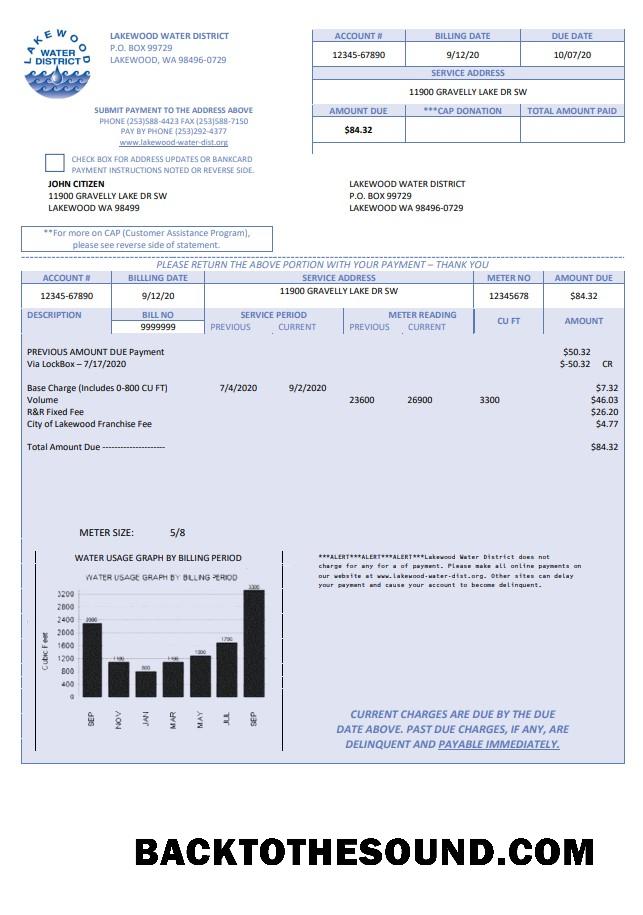 LAKEWOOD
WATER
DISTRICT
LAKEWOOD WATER DISTRICT
P.O. BOX 99729
LAKEWOOD, WA 98496-0729
SUBMIT PAYMENT TO THE ADDRESS ABOVE
PHONE (253)588-4423 FAX (253)588-7150
PAY BY PHONE (253)292-4377
www.lakewood-water-dist.org
ACCOUNT # BILLING DATE DUE DATE
12345-67890 9/12/20 10/07/20
SERVICE ADDRESS
11900 GRAVELLY LAKE DR SW
AMOUNT DUE ***CAP DONATION TOTAL AMOUNT PAID
$84.32
CHECK BOX FOR ADDRESS UPDATES OR BANKCARD
PAYMENT INSTRUCTIONS NOTED OR REVERSE SIDE.
JOHN CITIZEN
11900 GRAVELLY LAKE DR SW
LAKEWOOD WA 98499
LAKEWOOD WATER DISTRICT
P.O. BOX 99729
LAKEWOOD WA 98496-0729
**For more on CAP (Customer Assistance Program),
please see reverse side of statement.
PLEASE RETURN THE ABOVE PORTION WITH YOUR PAYMENT – THANK YOU
ACCOUNT # BILLLING DATE SERVICE ADDRESS METER NO AMOUNT DUE
12345-67890 9/12/20 11900 GRAVELLY LAKE DR SW 12345678 $84.32
DESCRIPTION BILL NO SERVICE PERIOD METER READING CU FT AMOUNT
9999999 PREVIOUS CURRENT PREVIOUS CURRENT
PREVIOUS AMOUNT DUE Payment $50.32
Via LockBox – 7/17/2020 $-50.32 CR
Base Charge (Includes 0-800 CU FT) 7/4/2020 9/2/2020 $7.32
Volume 23600 26900 3300 $46.03
R&R Fixed Fee $26.20
City of Lakewood Franchise Fee $4.77
Total Amount Due --------------------- $84.32
METER SIZE: 5/8
WATER USAGE GRAPH BY BILLING PERIOD
WATER USAGE GRAPH BY BILLING PERIOD
Cubic Feet
3200
2800
2400
2000
1600
1200
800
400
0
2300 1100 800 1100 1300 1700 3300
SEP NOV JAN MAR MAY JUL SEP
***ALERT***ALERT***ALERT***Lakewood Water District does not
charge for any for a of payment. Please make all online payments on
our website at www.lakewood-water-dist.org. Other sites can delay
your payment and cause your account to become delinquent.
CURRENT CHARGES ARE DUE BY THE DUE
DATE ABOVE. PAST DUE CHARGES, IF ANY, ARE
DELINQUENT AND PAYABLE IMMEDIATELY.
BACKTOTHESOUND.COM